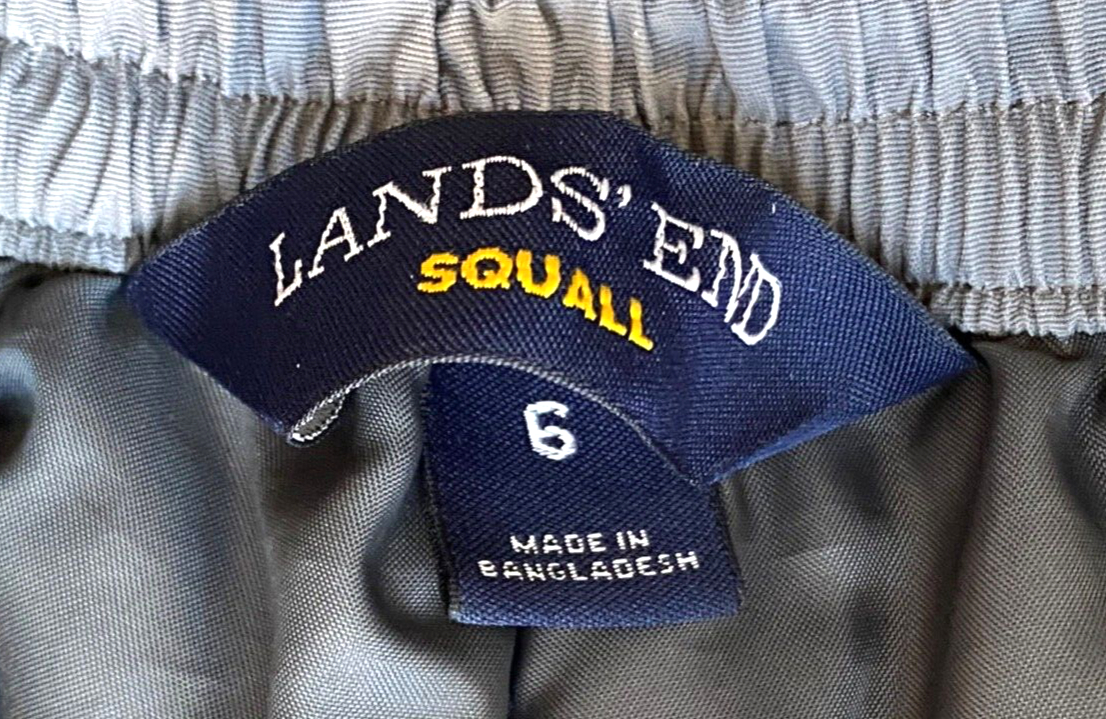 LANDS' END
SQUALL
6
MADE IN
BANGLADESH